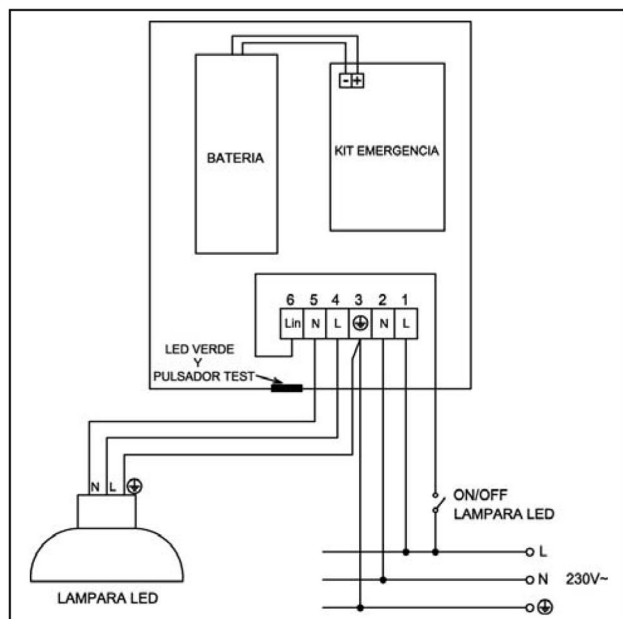 - +
BATERIA
KIT EMERGENCIA
6 5 4 3 2 1
Lin N L N L
LED VERDE
Y
PULSADOR TEST
N L
ON/OFF
LAMPARA LED
L
N 230V~
LAMPARA LED